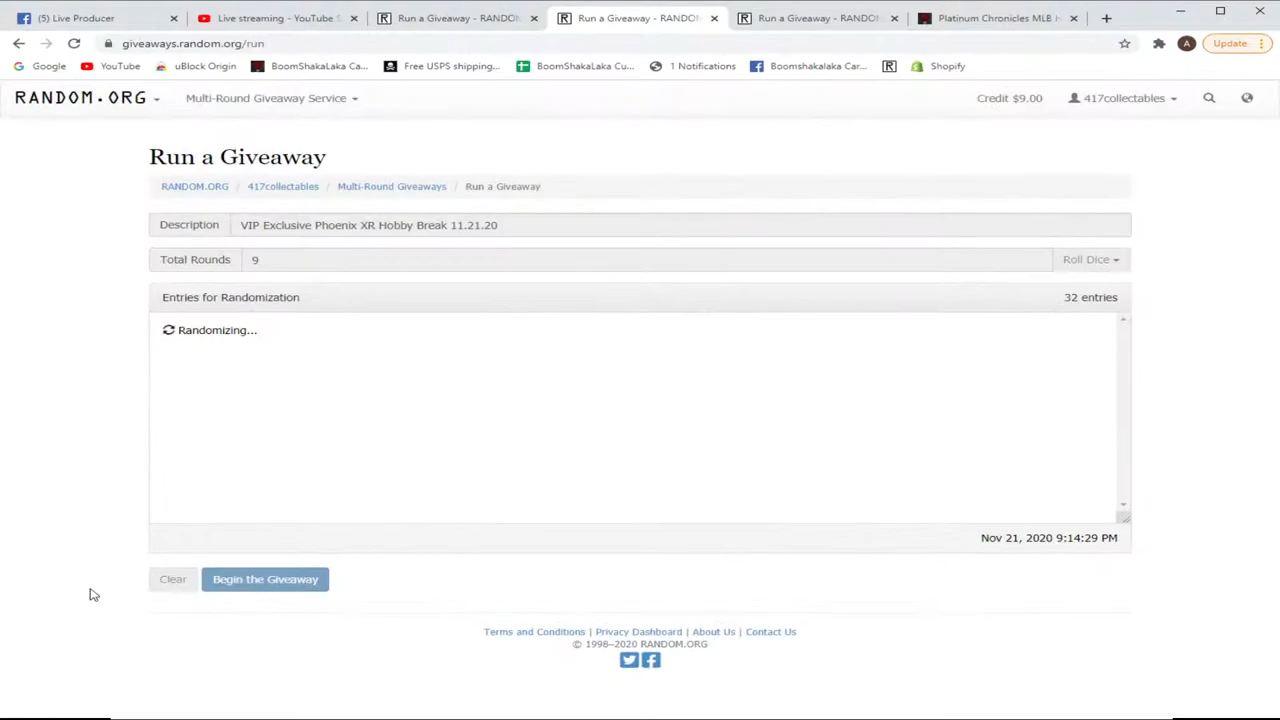 (5) Live Producer
Live streaming - YouTube S
Run a Giveaway - RANDOM
Run a Giveaway - RANDOM
Run a Giveaway - RANDOM
Platinum Chronicles MLB H
giveaways.random.org/run
A
Update
Google
YouTube
uBlock Origin
BoomShakaLaka Ca...
Free USPS shipping...
BoomShakaLaka Cu...
1 Notifications
Boomshakalaka Car...
R
Shopify
RANDOM.ORG
Multi-Round Giveaway Service
Credit $9.00
417collectables
Run a Giveaway
RANDOM.ORG / 417collectables / Multi-Round Giveaways / Run a Giveaway
Description VIP Exclusive Phoenix XR Hobby Break 11.21.20
Total Rounds 9 Roll Dice
Entries for Randomization 32 entries
Randomizing...
Nov 21, 2020 9:14:29 PM
Clear Begin the Giveaway
Terms and Conditions | Privacy Dashboard | About Us | Contact Us
© 1998–2020 RANDOM.ORG